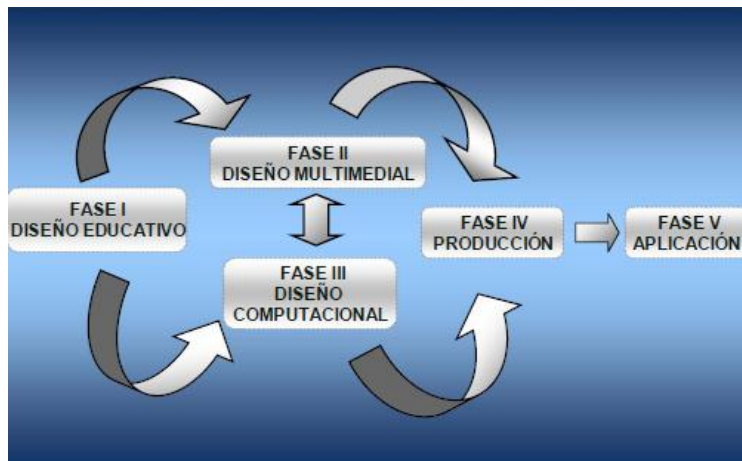 FASE I
DISEÑO EDUCATIVO
FASE II
DISEÑO MULTIMEDIAL
FASE III
DISEÑO
COMPUTACIONAL
FASE IV
PRODUCCIÓN
FASE V
APLICACIÓN